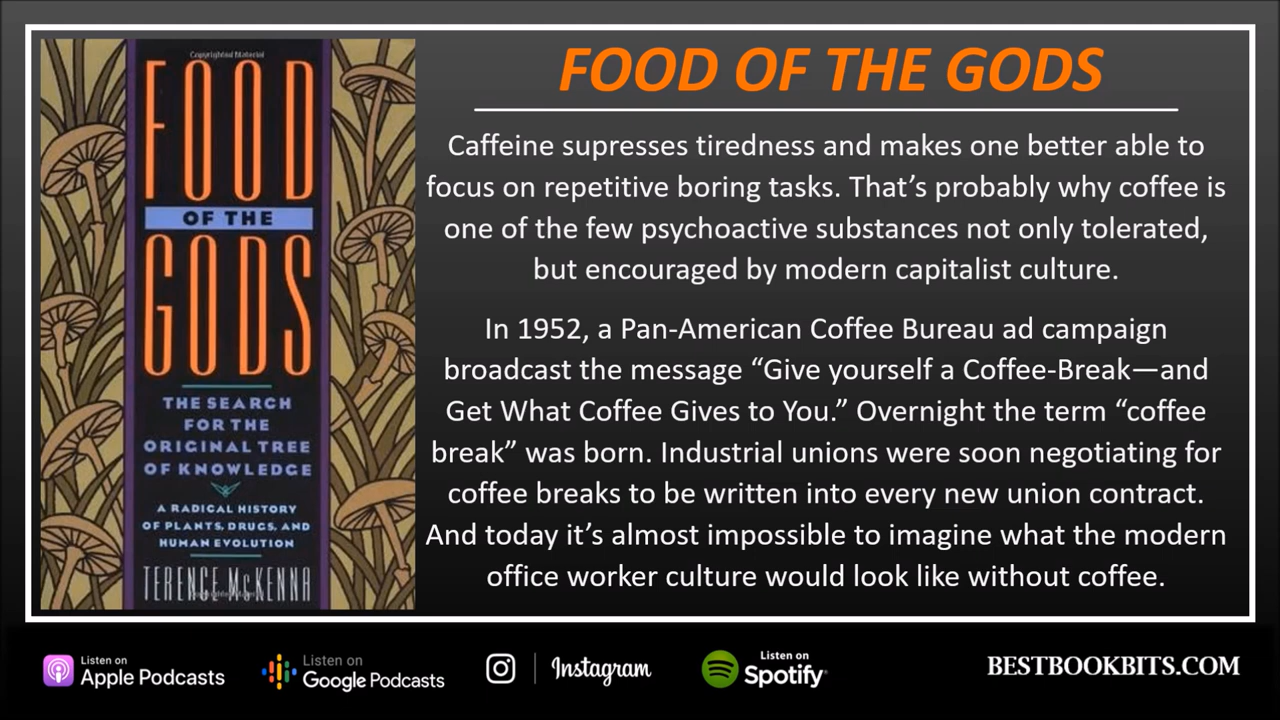 Copyrighted Material
FOOD
OF THE
GODS
THE SEARCH
FOR THE
ORIGINAL TREE
OF KNOWLEDGE
A RADICAL HISTORY
OF PLANTS, DRUGS, AND
HUMAN EVOLUTION
TERENCE McKENNA
FOOD OF THE GODS
Caffeine supresses tiredness and makes one better able to
focus on repetitive boring tasks. That’s probably why coffee is
one of the few psychoactive substances not only tolerated,
but encouraged by modern capitalist culture.
In 1952, a Pan-American Coffee Bureau ad campaign
broadcast the message “Give yourself a Coffee-Break—and
Get What Coffee Gives to You.” Overnight the term “coffee
break” was born. Industrial unions were soon negotiating for
coffee breaks to be written into every new union contract.
And today it’s almost impossible to imagine what the modern
office worker culture would look like without coffee.
Listen on
Apple Podcasts
Listen on
Google Podcasts
Instagram
Listen on
Spotify
BESTBOOKBITS.COM